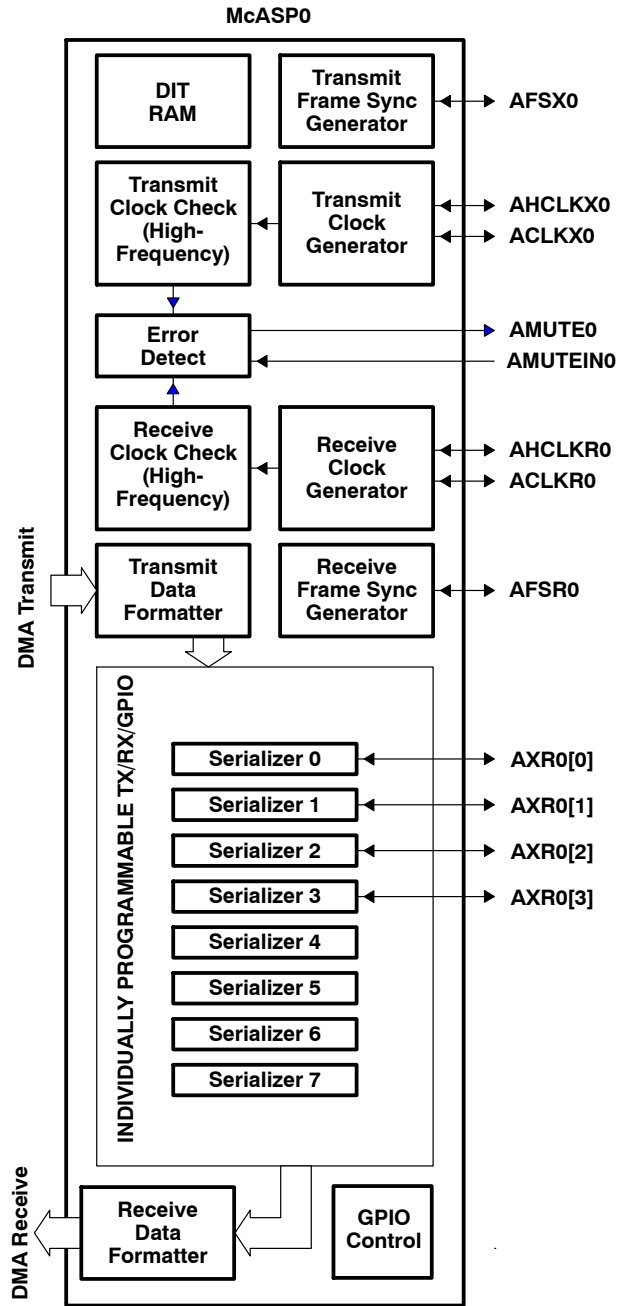 McASP0
DIT
RAM
Transmit
Frame Sync
Generator
AFSX0
Transmit
Clock Check
(High-
Frequency)
Transmit
Clock
Generator
AHCLKX0
ACLKX0
Error
Detect
AMUTE0
AMUTEIN0
Receive
Clock Check
(High-
Frequency)
Receive
Clock
Generator
AHCLKR0
ACLKR0
DMA Transmit
Transmit
Data
Formatter
Receive
Frame Sync
Generator
AFSR0
INDIVIDUALLY PROGRAMMABLE TX/RX/GPIO
Serializer 0
AXR0[0]
Serializer 1
AXR0[1]
Serializer 2
AXR0[2]
Serializer 3
AXR0[3]
Serializer 4
Serializer 5
Serializer 6
Serializer 7
DMA Receive
Receive
Data
Formatter
GPIO
Control